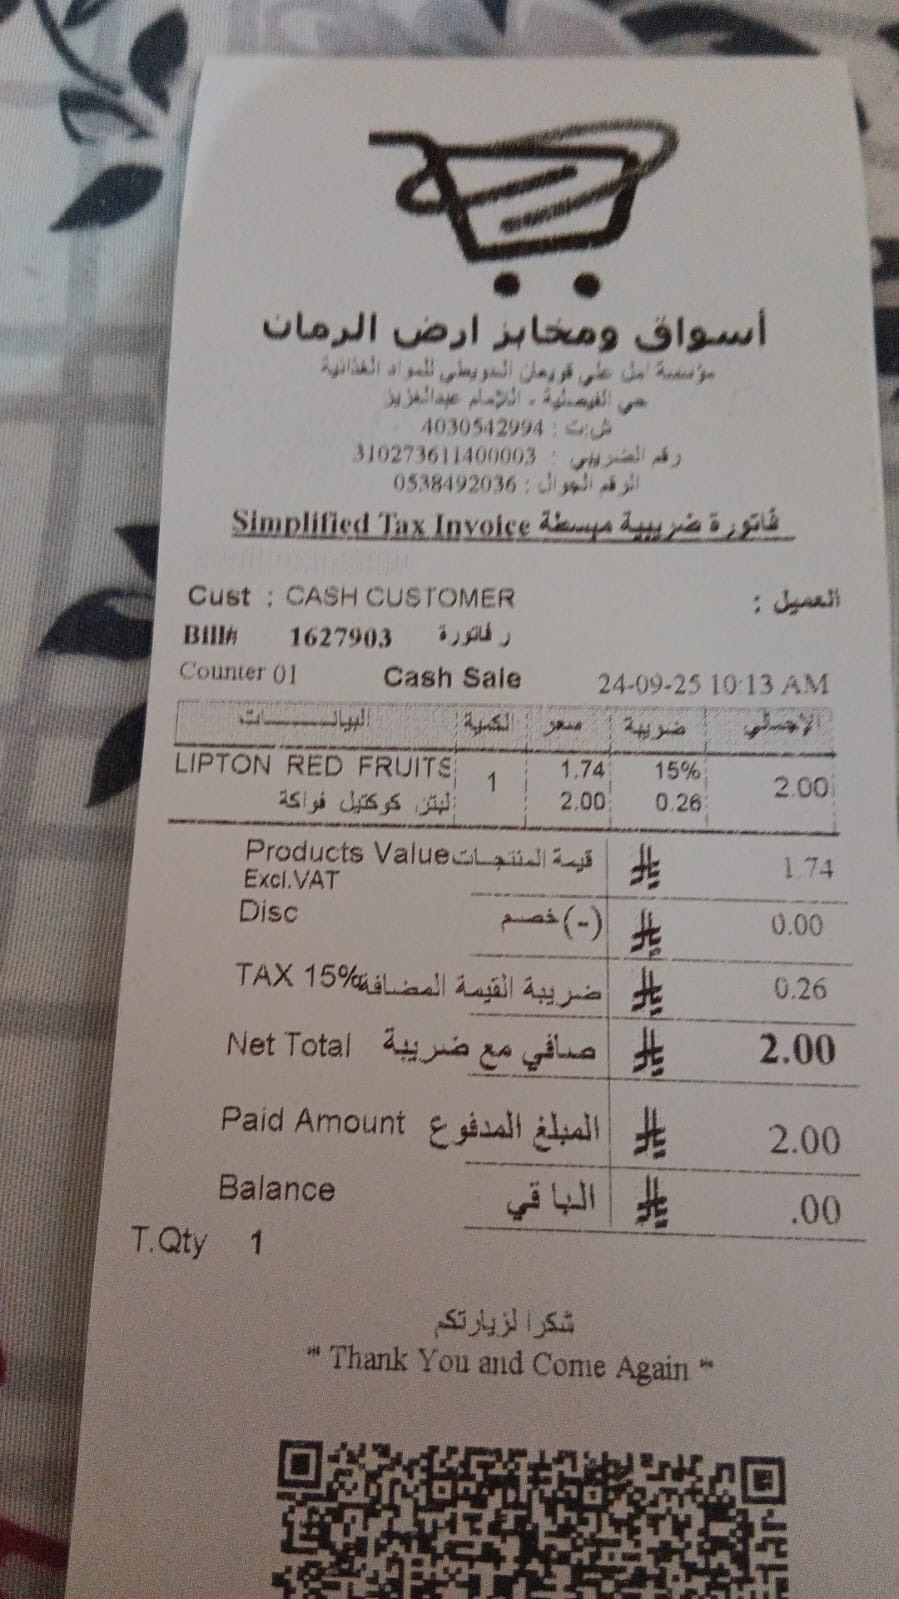 أسواق ومخابز ارض الرمان
مؤسسة امل علي قويعان السويطي للمواد الغذائية
حي الفيصلية - الإمام عبدالعزيز
س.ت : 4030542994
رقم الضريبي : 310273611400003
الرقم الجوال : 0538492036
Simplified Tax Invoice فاتورة ضريبية مبسطة
Cust : CASH CUSTOMER العميل :
Bill# 1627903 ر فاتورة
Counter 01 Cash Sale 24-09-25 10:13 AM
البيانـــــــات الكمية سعر ضريبة الإجمالي
LIPTON RED FRUITS 1 1.74 15% 2.00
ليتن كوكتيل فواكة 2.00 0.26
Products Value قيمة المنتجـات 1.74
Excl.VAT
Disc (-) خصم 0.00
TAX 15% ضريبة القيمة المضافة 0.26
Net Total صافي مع ضريبة 2.00
Paid Amount المبلغ المدفوع 2.00
Balance الباقي .00
T.Qty 1
شكرا لزيارتكم
"" Thank You and Come Again ""